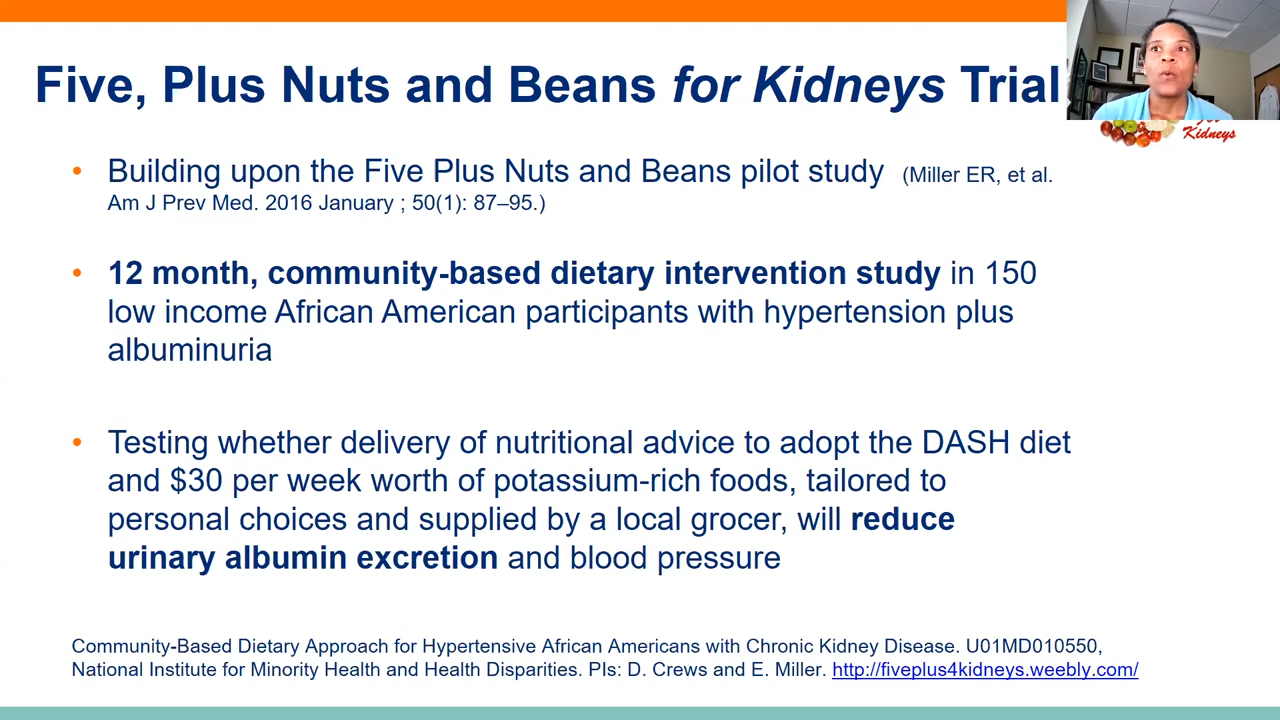 Five, Plus Nuts and Beans for Kidneys Trial
Kidneys
• Building upon the Five Plus Nuts and Beans pilot study (Miller ER, et al.
Am J Prev Med. 2016 January ; 50(1): 87–95.)
• 12 month, community-based dietary intervention study in 150
low income African American participants with hypertension plus
albuminuria
• Testing whether delivery of nutritional advice to adopt the DASH diet
and $30 per week worth of potassium-rich foods, tailored to
personal choices and supplied by a local grocer, will reduce
urinary albumin excretion and blood pressure
Community-Based Dietary Approach for Hypertensive African Americans with Chronic Kidney Disease. U01MD010550,
National Institute for Minority Health and Health Disparities. PIs: D. Crews and E. Miller. http://fiveplus4kidneys.weebly.com/